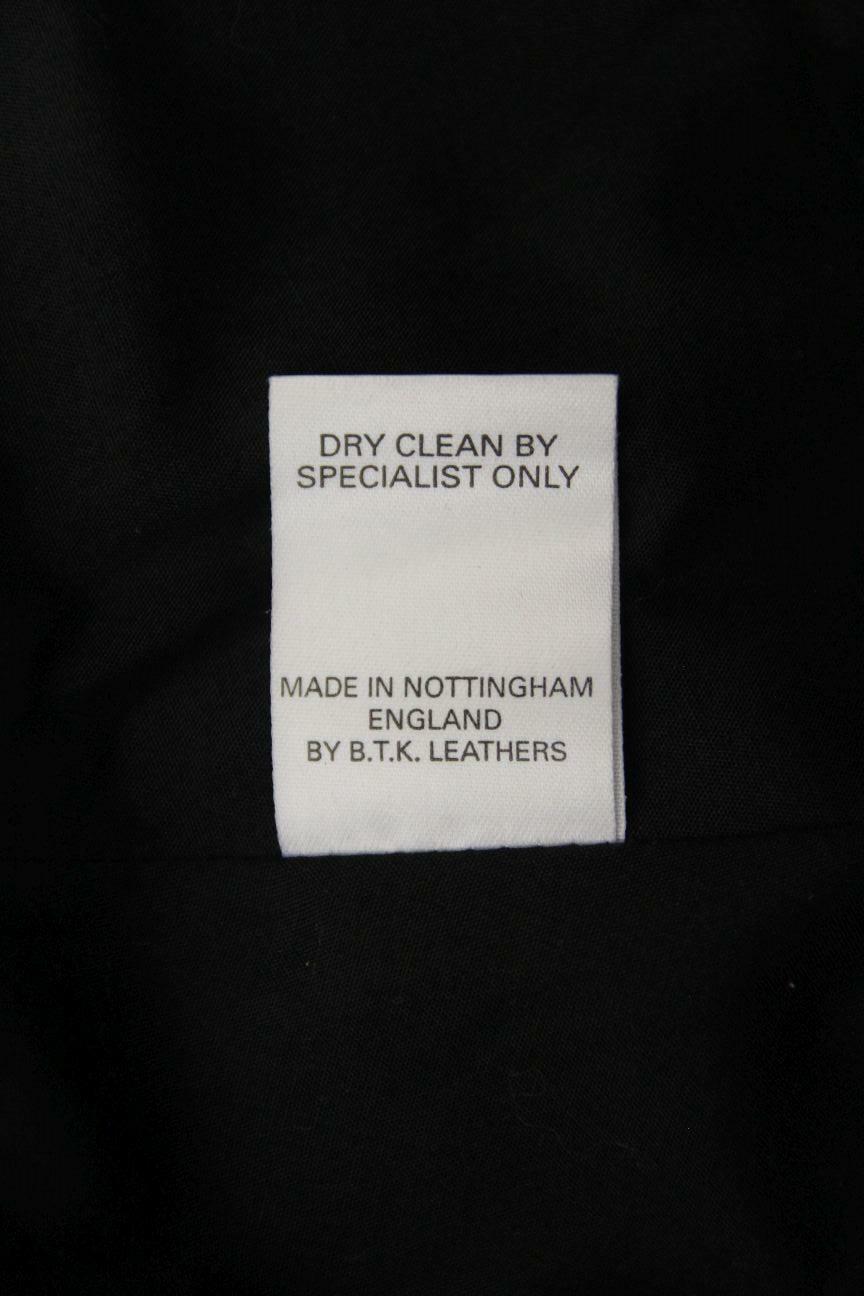 DRY CLEAN BY
SPECIALIST ONLY
MADE IN NOTTINGHAM
ENGLAND
BY B.T.K. LEATHERS